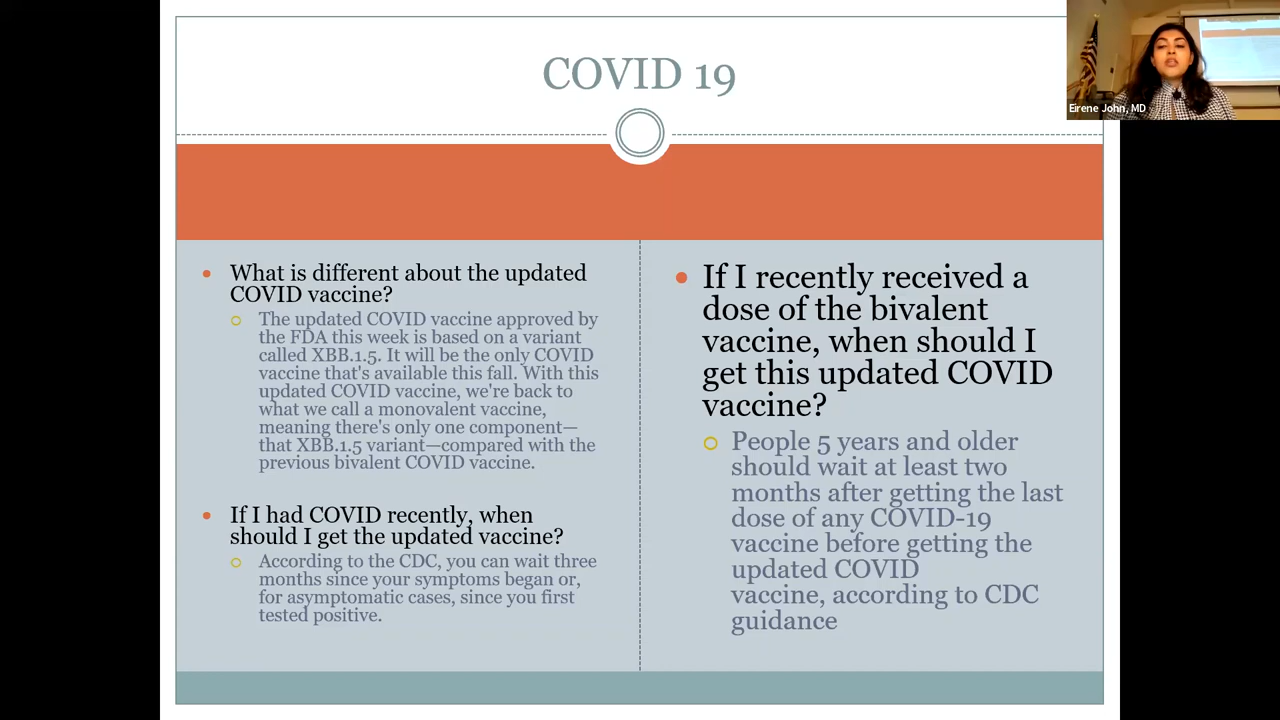 COVID 19
Eirene John, MD
What is different about the updated
COVID vaccine?
The updated COVID vaccine approved by
the FDA this week is based on a variant
called XBB.1.5. It will be the only COVID
vaccine that's available this fall. With this
updated COVID vaccine, we're back to
what we call a monovalent vaccine,
meaning there's only one component—
that XBB.1.5 variant—compared with the
previous bivalent COVID vaccine.
If I had COVID recently, when
should I get the updated vaccine?
According to the CDC, you can wait three
months since your symptoms began or,
for asymptomatic cases, since you first
tested positive.
If I recently received a
dose of the bivalent
vaccine, when should I
get this updated COVID
vaccine?
People 5 years and older
should wait at least two
months after getting the last
dose of any COVID-19
vaccine before getting the
updated COVID
vaccine, according to CDC
guidance